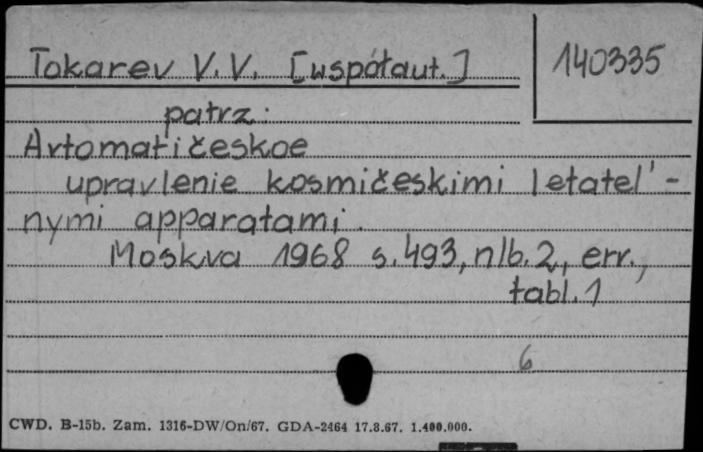 Tokarev V.V. [współaut.] 140335
patrz:
Avtomatičeskoe
upravlenie kosmičeskimi letatel'-
nymi apparatami.
Moskva 1968 s.493, nlb.2, err.,
tabl.1
6
CWD. B-15b. Zam. 1316-DW/On/67. GDA-2464 17.8.67. 1.400.000.